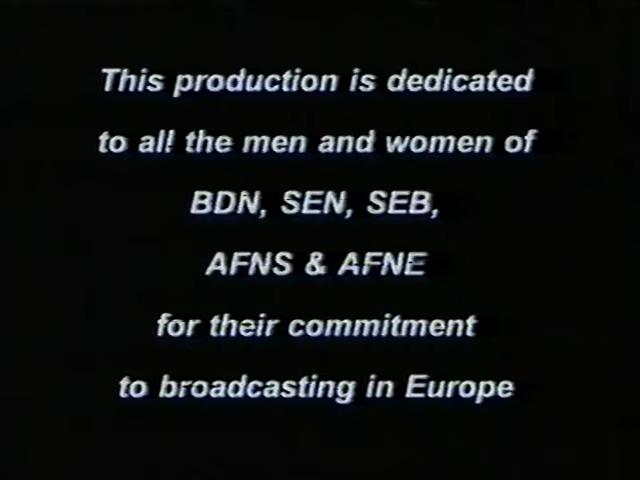 This production is dedicated
to all the men and women of
BDN, SEN, SEB,
AFNS & AFNE
for their commitment
to broadcasting in Europe